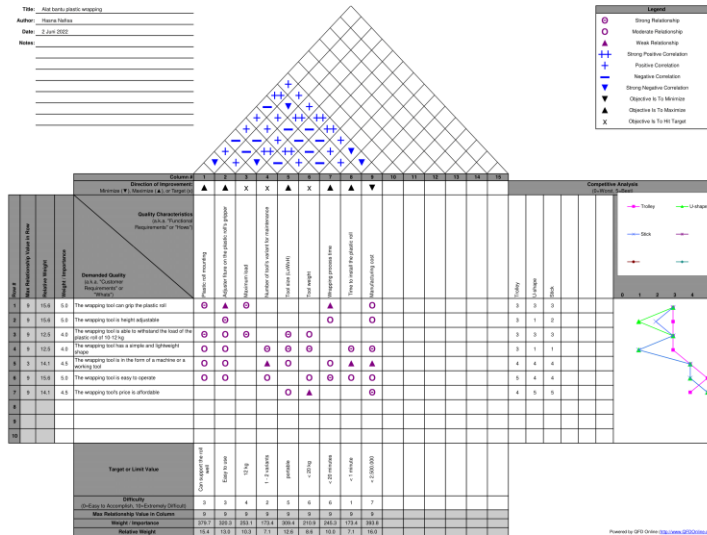 Title: Alat bantu plastic wrapping
Author: Hasna Nafisa
Date: 2 Juni 2022
Notes:
Legend
Strong Relationship
Moderate Relationship
Weak Relationship
Strong Positive Correlation
Positive Correlation
Negative Correlation
Strong Negative Correlation
Objective Is To Minimize
Objective Is To Maximize
Objective Is To Hit Target
Column # 1 2 3 4 5 6 7 8 9 10 11 12 13 14 15
Direction of Improvement:
Minimize (▼), Maximize (▲), or Target (x)
▲ ▲ x x ▲ x ▲ ▲ ▼
Competitive Analysis
(0=Worst, 5=Best)
Row #
Max Relationship Value in Row
Relative Weight
Weight / Importance
Quality Characteristics
(a.k.a. "Functional
Requirements" or "Hows")
Demanded Quality
(a.k.a. "Customer
Requirements" or
"Whats")
Plastic roll mounting
Maximum load
Number of tool's variant for maintenance
Tool size (LxWxH)
Tool weight
Wrapping process time
Time to install the plastic roll
Manufacturing cost
Trolley
U-shape
Stick
Trolley U-shape
Stick
0 1 2 3 4
1 9 15.6 5.0 The wrapping tool can grip the plastic roll 3 3 3
2 9 15.6 5.0 The wrapping tool is height adjustable 3 1 2
3 9 12.5 4.0 The wrapping tool is able to withstand the load of the
plastic roll of 10-12 kg 3 3 3
4 9 12.5 4.0 The wrapping tool has a simple and lightweight
shape 3 1 1
5 3 14.1 4.5 The wrapping tool is in the form of a machine or a
working tool 4 4 4
6 9 15.6 5.0 The wrapping tool is easy to operate 5 4 4
7 9 14.1 4.5 The wrapping tool's price is affordable 4 5 5
8
9
10
Target or Limit Value
Can support the roll
well
Easy to use
12 kg
1 - 2 variants
portable
< 20 kg
< 20 minutes
< 1 minute
< 2.500.000
Difficulty
(0=Easy to Accomplish, 10=Extremely Difficult)
3 3 4 2 5 6 6 1 7
Max Relationship Value in Column 9 9 9 9 9 9 9 9 9
Weight / Importance 378.7 320.3 253.1 173.4 309.4 210.9 245.3 173.4 393.8
Relative Weight 15.4 13.0 10.3 7.1 12.6 8.6 10.0 7.1 16.0
Powered by QFD Online